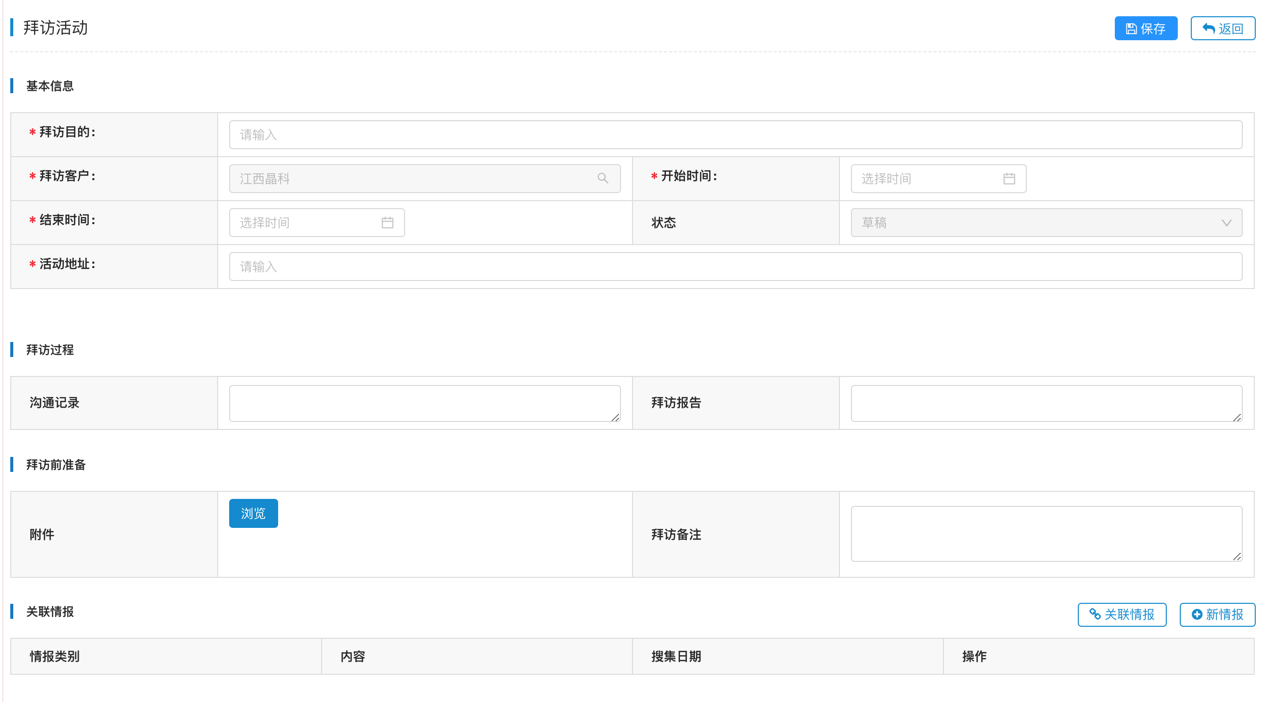 拜访活动 保存 返回
基本信息
* 拜访目的: 请输入
* 拜访客户: 江西晶科 * 开始时间: 选择时间
* 结束时间: 选择时间 状态 草稿
* 活动地址: 请输入
拜访过程
沟通记录 拜访报告
拜访前准备
附件 浏览 拜访备注
关联情报 关联情报 新情报
情报类别 内容 搜集日期 操作